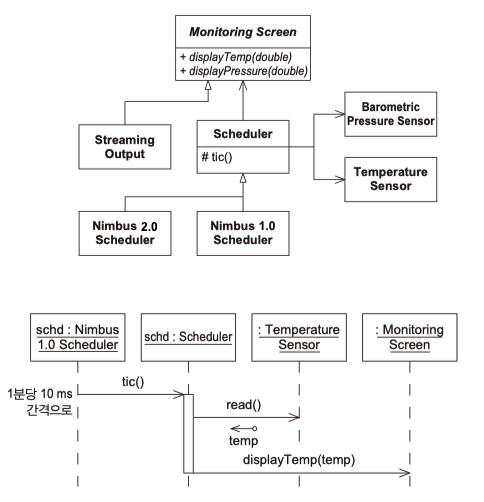 Monitoring Screen
+ displayTemp(double)
+ displayPressure(double)
Streaming
Output
Scheduler
# tic()
Barometric
Pressure Sensor
Temperature
Sensor
Nimbus 2.0
Scheduler
Nimbus 1.0
Scheduler
schd : Nimbus
1.0 Scheduler
schd : Scheduler
: Temperature
Sensor
: Monitoring
Screen
1분당 10 ms
간격으로
tic()
read()
temp
displayTemp(temp)